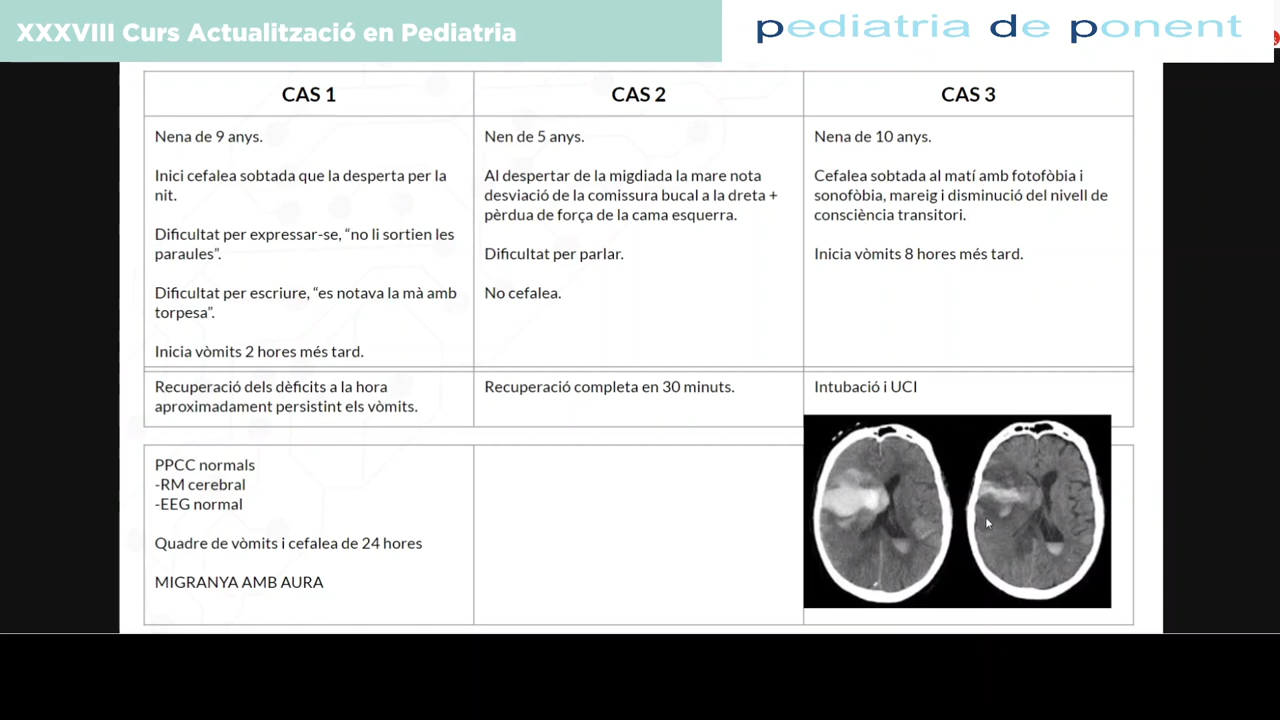 XXXVIII Curs Actualització en Pediatria
pediatria de ponent
CAS 1
Nena de 9 anys.
Inici cefalea sobtada que la desperta per la
nit.
Dificultat per expressar-se, “no li sortien les
paraules”.
Dificultat per escriure, “es notava la mà amb
torpesa”.
Inicia vòmits 2 hores més tard.
Recuperació dels dèficits a la hora
aproximadament persistint els vòmits.
PPCC normals
-RM cerebral
-EEG normal
Quadre de vòmits i cefalea de 24 hores
MIGRANYA AMB AURA
CAS 2
Nen de 5 anys.
Al despertar de la migdiada la mare nota
desviació de la comissura bucal a la dreta +
pèrdua de força de la cama esquerra.
Dificultat per parlar.
No cefalea.
Recuperació completa en 30 minuts.
CAS 3
Nena de 10 anys.
Cefalea sobtada al matí amb fotofòbia i
sonofòbia, mareig i disminució del nivell de
consciència transitori.
Inicia vòmits 8 hores més tard.
Intubació i UCI